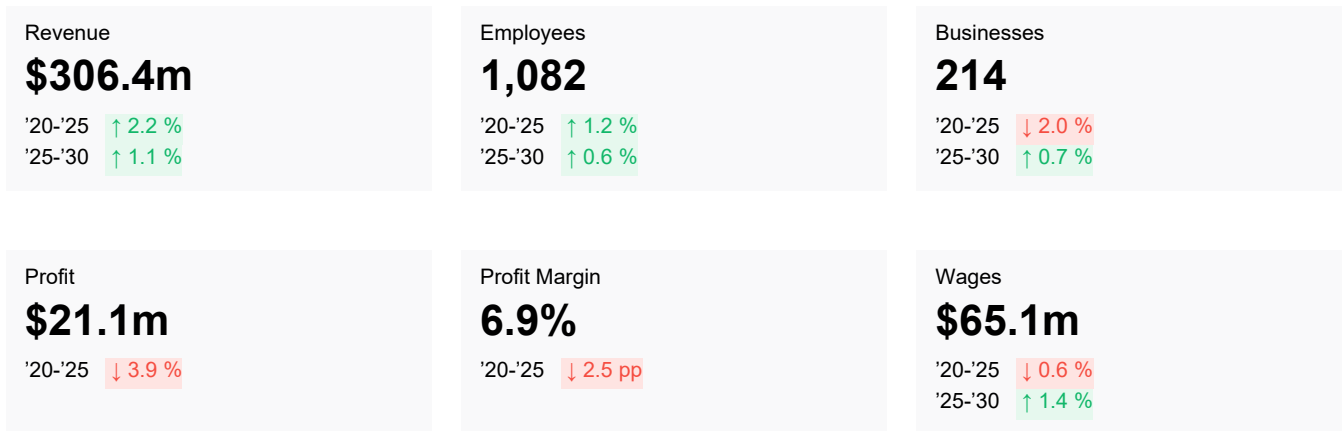 Revenue
$306.4m
’20-’25 ↑ 2.2 %
’25-’30 ↑ 1.1 %
Employees
1,082
’20-’25 ↑ 1.2 %
’25-’30 ↑ 0.6 %
Businesses
214
’20-’25 ↓ 2.0 %
’25-’30 ↑ 0.7 %
Profit
$21.1m
’20-’25 ↓ 3.9 %
Profit Margin
6.9%
’20-’25 ↓ 2.5 pp
Wages
$65.1m
’20-’25 ↓ 0.6 %
’25-’30 ↑ 1.4 %